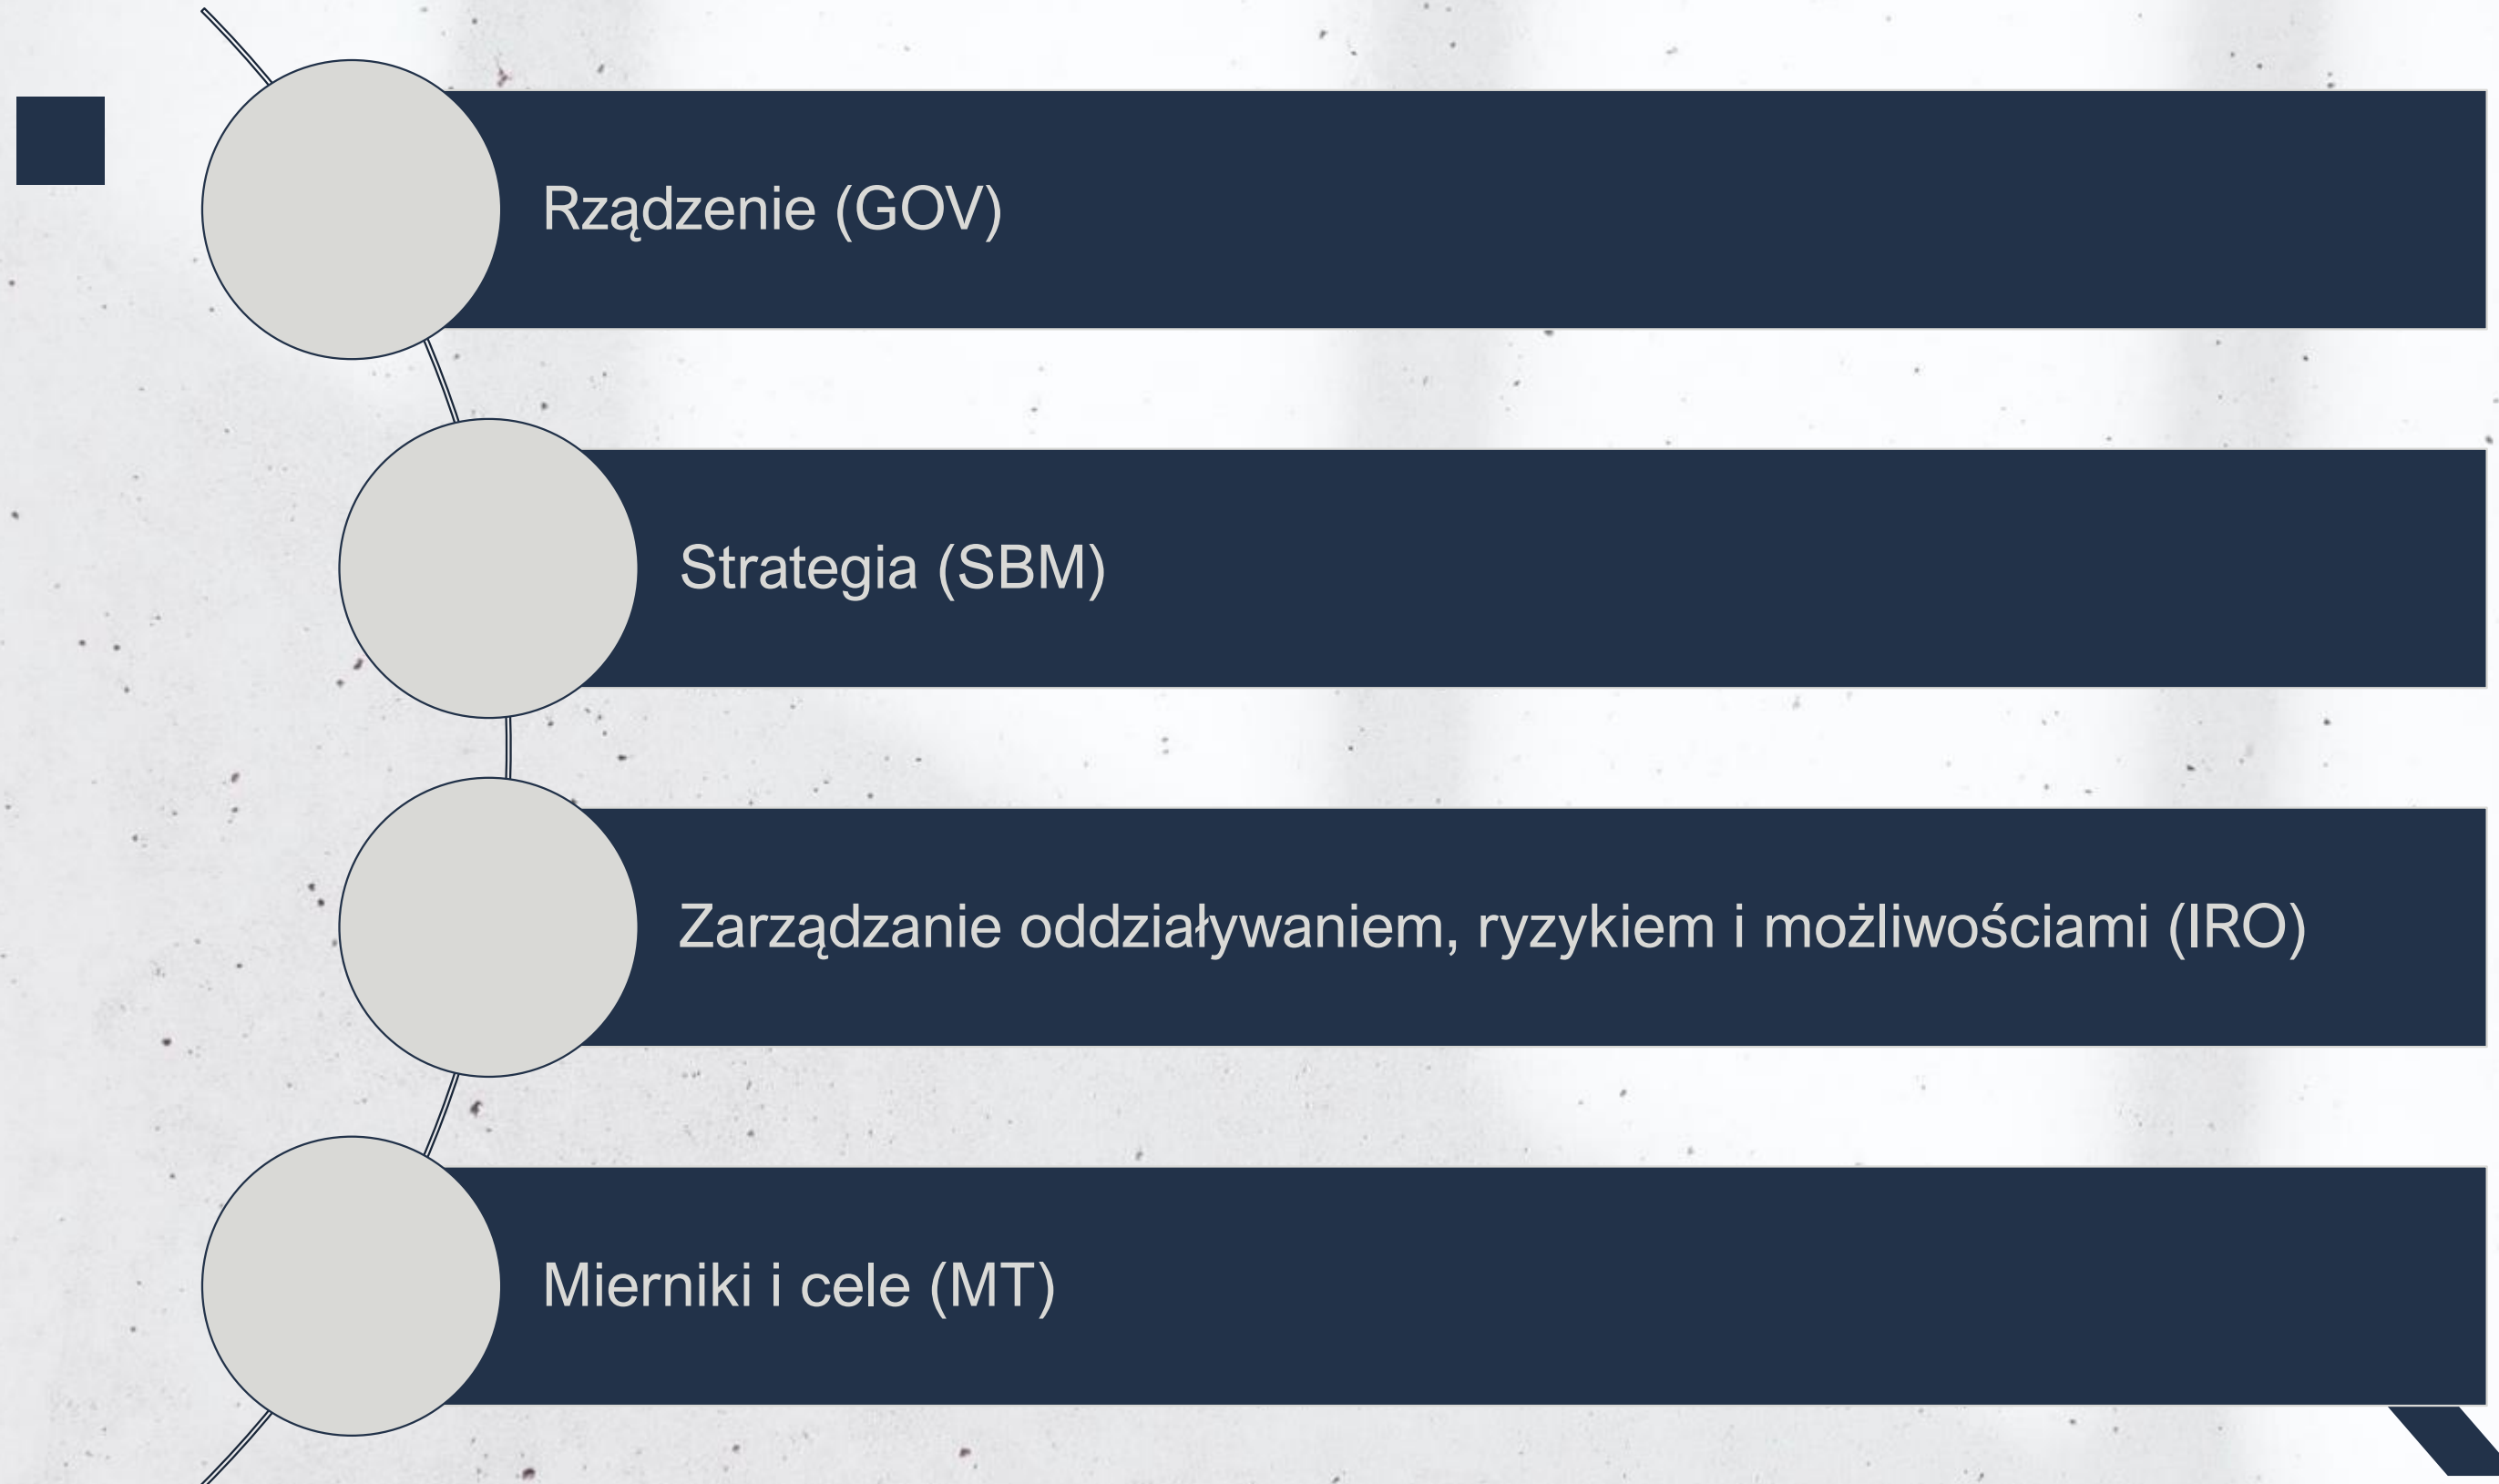 Rządzenie (GOV)
Strategia (SBM)
Zarządzanie oddziaływaniem, ryzykiem i możliwościami (IRO)
Mierniki i cele (MT)